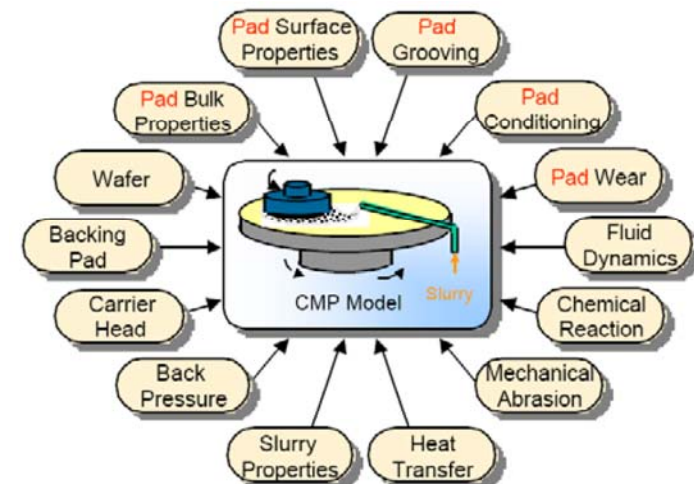 Pad Surface
Properties
Pad
Grooving
Pad Bulk
Properties
Pad
Conditioning
Wafer
Pad Wear
Backing
Pad
Fluid
Dynamics
Carrier
Head
CMP Model
Slurry
Chemical
Reaction
Back
Pressure
Mechanical
Abrasion
Slurry
Properties
Heat
Transfer